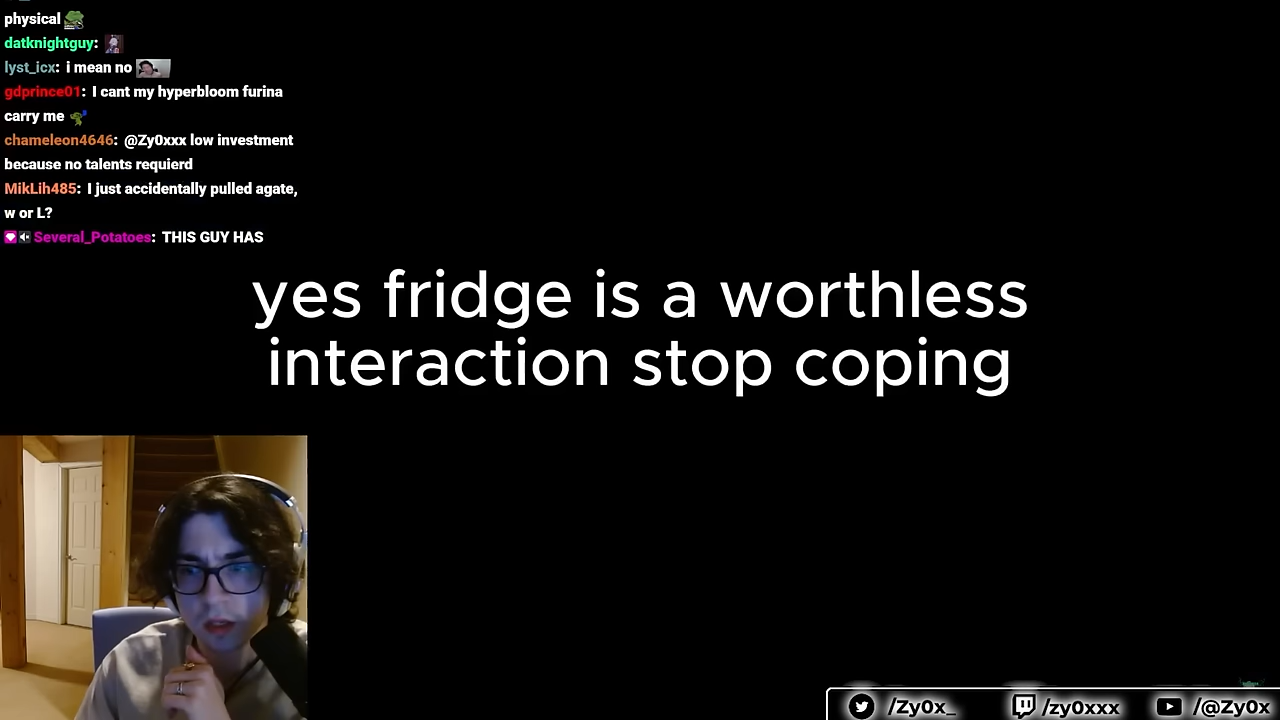 physical
datknightguy:
lyst_icx: i mean no
gdprince01: I cant my hyperbloom furina
carry me
chameleon4646: @Zy0xxx low investment
because no talents requierd
MikLih485: I just accidentally pulled agate,
w or L?
Several_Potatoes: THIS GUY HAS
yes fridge is a worthless
interaction stop coping
/Zy0x_ /zy0xxx /@Zy0x